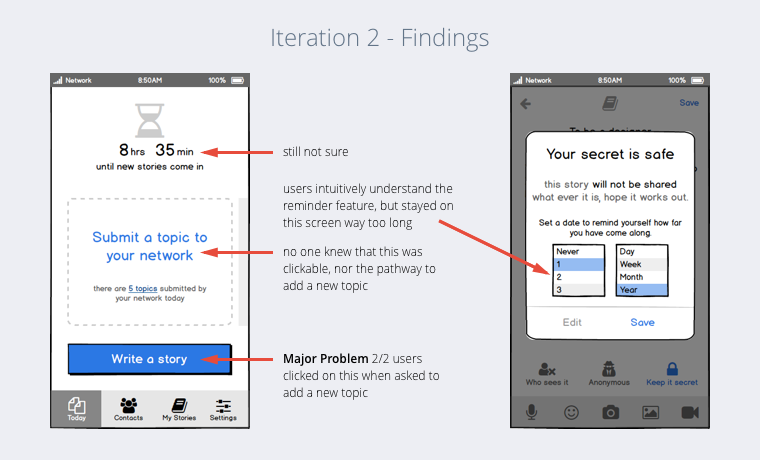 Iteration 2 - Findings
Network 8:50AM 100%
8 hrs 35 min
until new stories come in
Submit a topic to
your network
there are 5 topics submitted by
your network today
Write a story
Today Contacts My Stories Settings
still not sure
users intuitively understand the
reminder feature, but stayed on
this screen way too long
no one knew that this was
clickable, nor the pathway to
add a new topic
Major Problem 2/2 users
clicked on this when asked to
add a new topic
Network 8:50AM 100%
Save
To be a designer
Your secret is safe
this story will not be shared
what ever it is, hope it works out.
Set a date to remind yourself how far
you have come along.
Never Day
1 Week
2 Month
3 Year
Edit Save
Who sees it Anonymous Keep it secret